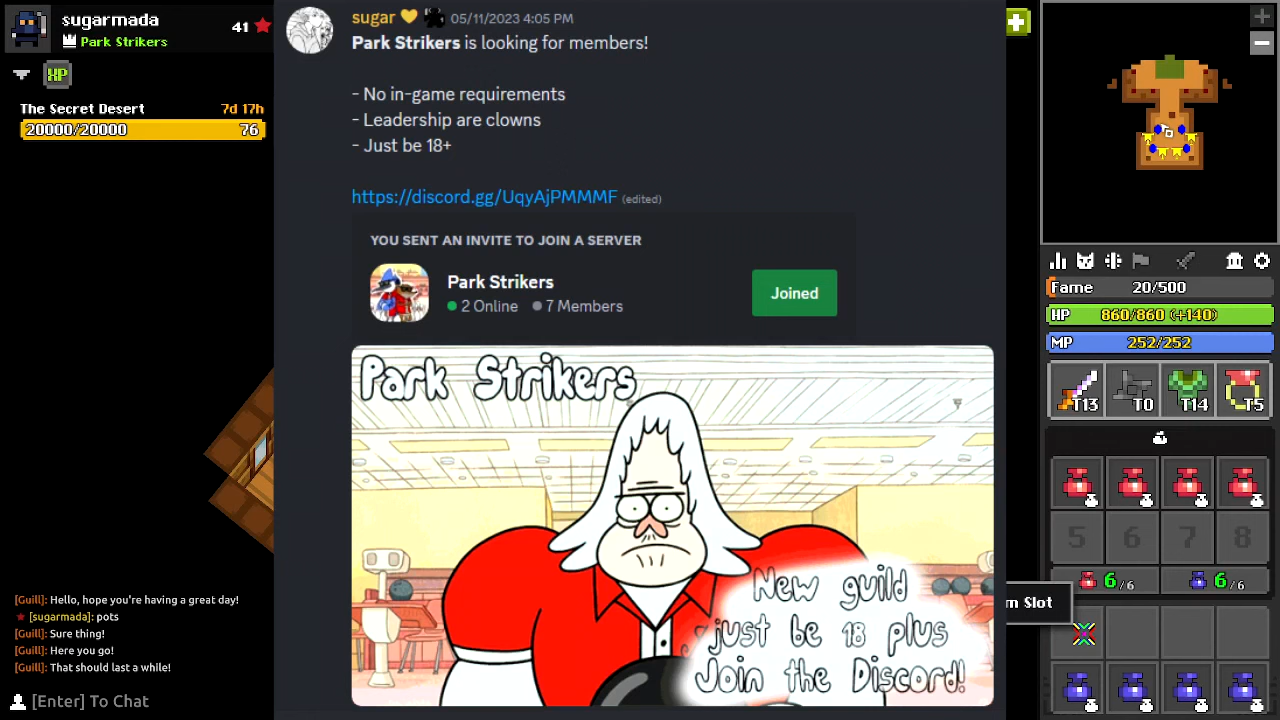 sugarmada
41
Park Strikers
XP
The Secret Desert 7d 17h
20000/20000 76
[Guill]: Hello, hope you're having a great day!
[sugarmada]: pots
[Guill]: Sure thing!
[Guill]: Here you go!
[Guill]: That should last a while!
[Enter] To Chat
sugar 05/11/2023 4:05 PM
Park Strikers is looking for members!
- No in-game requirements
- Leadership are clowns
- Just be 18+
https://discord.gg/UqyAjPMMMF (edited)
YOU SENT AN INVITE TO JOIN A SERVER
Park Strikers
2 Online 7 Members
Joined
Park Strikers
New guild
just be 18 plus
Join the Discord!
Fame 20/500
HP 860/860 (+140)
MP 252/252
T13 T0 T14 T5
5 6 7 8
6/6 6/6
m Slot